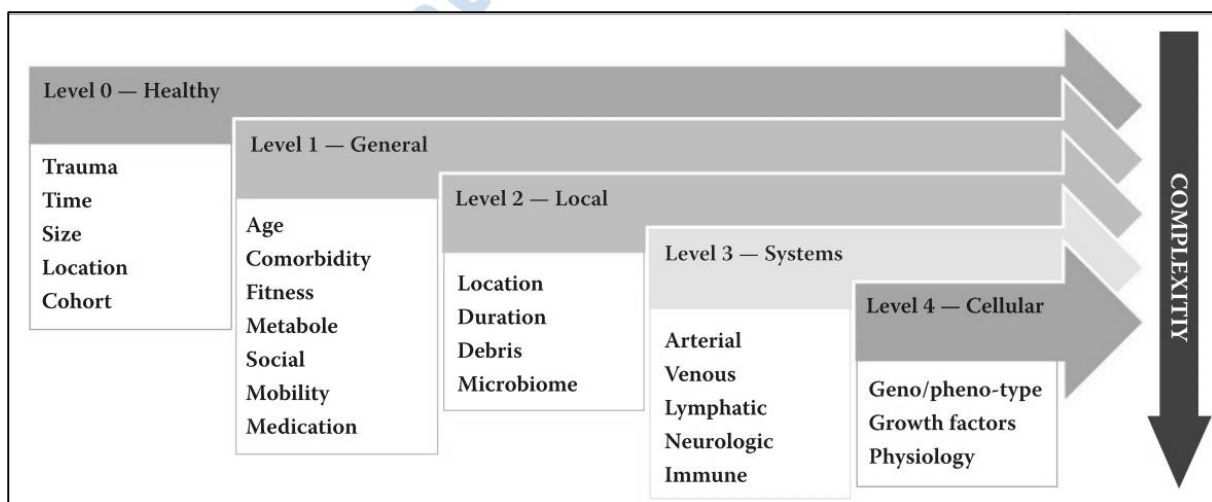 Level 0 — Healthy
Trauma
Time
Size
Location
Cohort
Level 1 — General
Age
Comorbidity
Fitness
Metabole
Social
Mobility
Medication
Level 2 — Local
Location
Duration
Debris
Microbiome
Level 3 — Systems
Arterial
Venous
Lymphatic
Neurologic
Immune
Level 4 — Cellular
Geno/pheno-type
Growth factors
Physiology
COMPLEXITIY